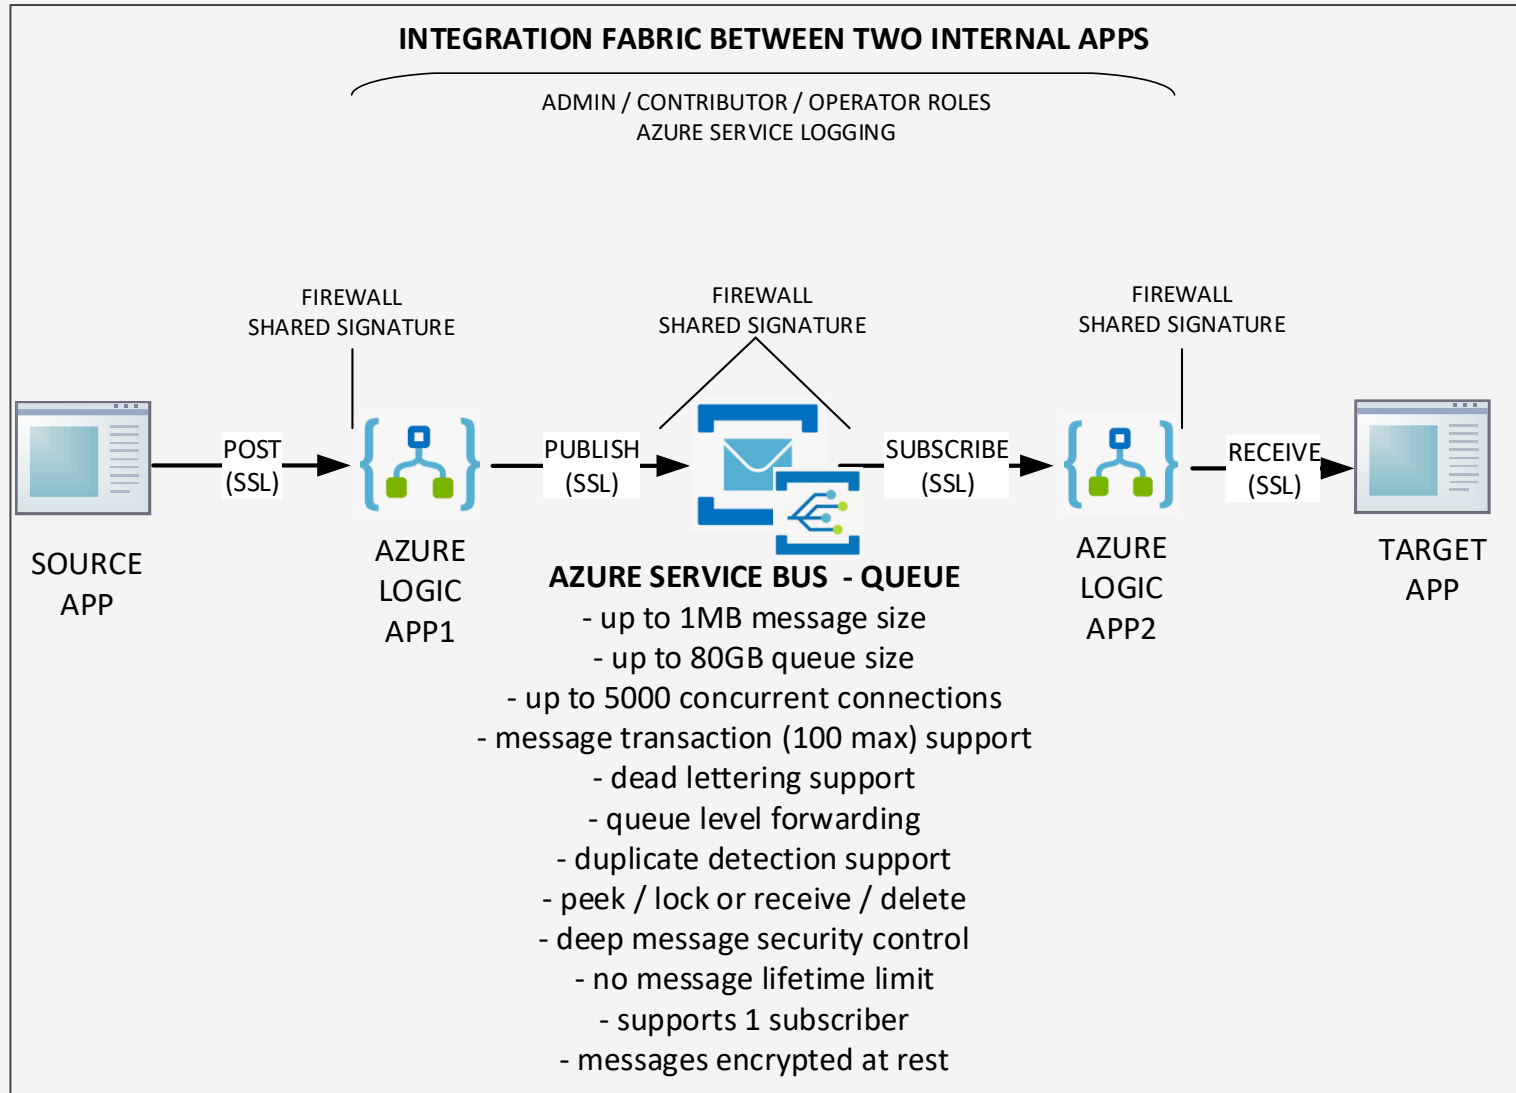 INTEGRATION FABRIC BETWEEN TWO INTERNAL APPS
ADMIN / CONTRIBUTOR / OPERATOR ROLES
AZURE SERVICE LOGGING
FIREWALL
SHARED SIGNATURE
FIREWALL
SHARED SIGNATURE
FIREWALL
SHARED SIGNATURE
POST
(SSL)
PUBLISH
(SSL)
SUBSCRIBE
(SSL)
RECEIVE
(SSL)
SOURCE
APP
AZURE
LOGIC
APP1
AZURE SERVICE BUS - QUEUE
- up to 1MB message size
- up to 80GB queue size
- up to 5000 concurrent connections
- message transaction (100 max) support
- dead lettering support
- queue level forwarding
- duplicate detection support
- peek / lock or receive / delete
- deep message security control
- no message lifetime limit
- supports 1 subscriber
- messages encrypted at rest
AZURE
LOGIC
APP2
TARGET
APP